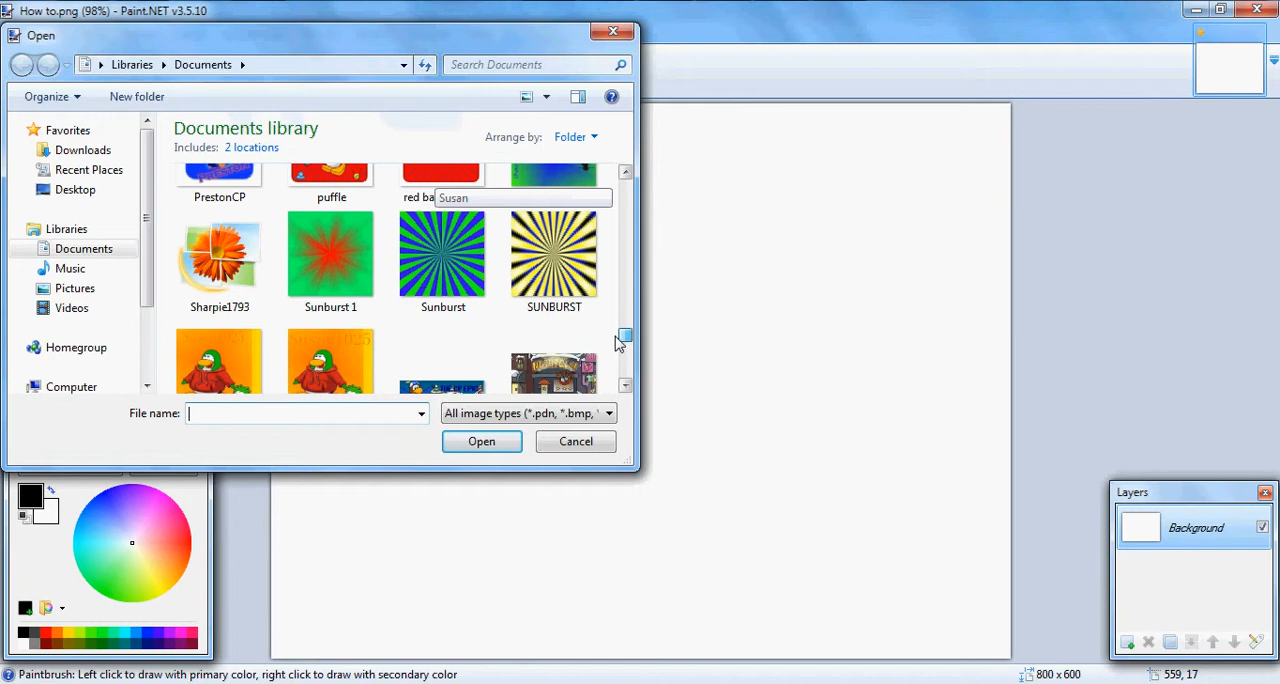 How to.png (98%) - Paint.NET v3.5.10
Open
Libraries Documents
Search Documents
Organize
New folder
Favorites
Downloads
Recent Places
Desktop
Libraries
Documents
Music
Pictures
Videos
Homegroup
Computer
Documents library
Includes: 2 locations
Arrange by: Folder
PRESTON
PrestonCP
puffle
red ba
Susan
Sharpie1793
Sunburst 1
Sunburst
SUNBURST
File name:
All image types (*.pdn, *.bmp, *
Open
Cancel
Layers
Background
Paintbrush: Left click to draw with primary color, right click to draw with secondary color
800 x 600
559, 17